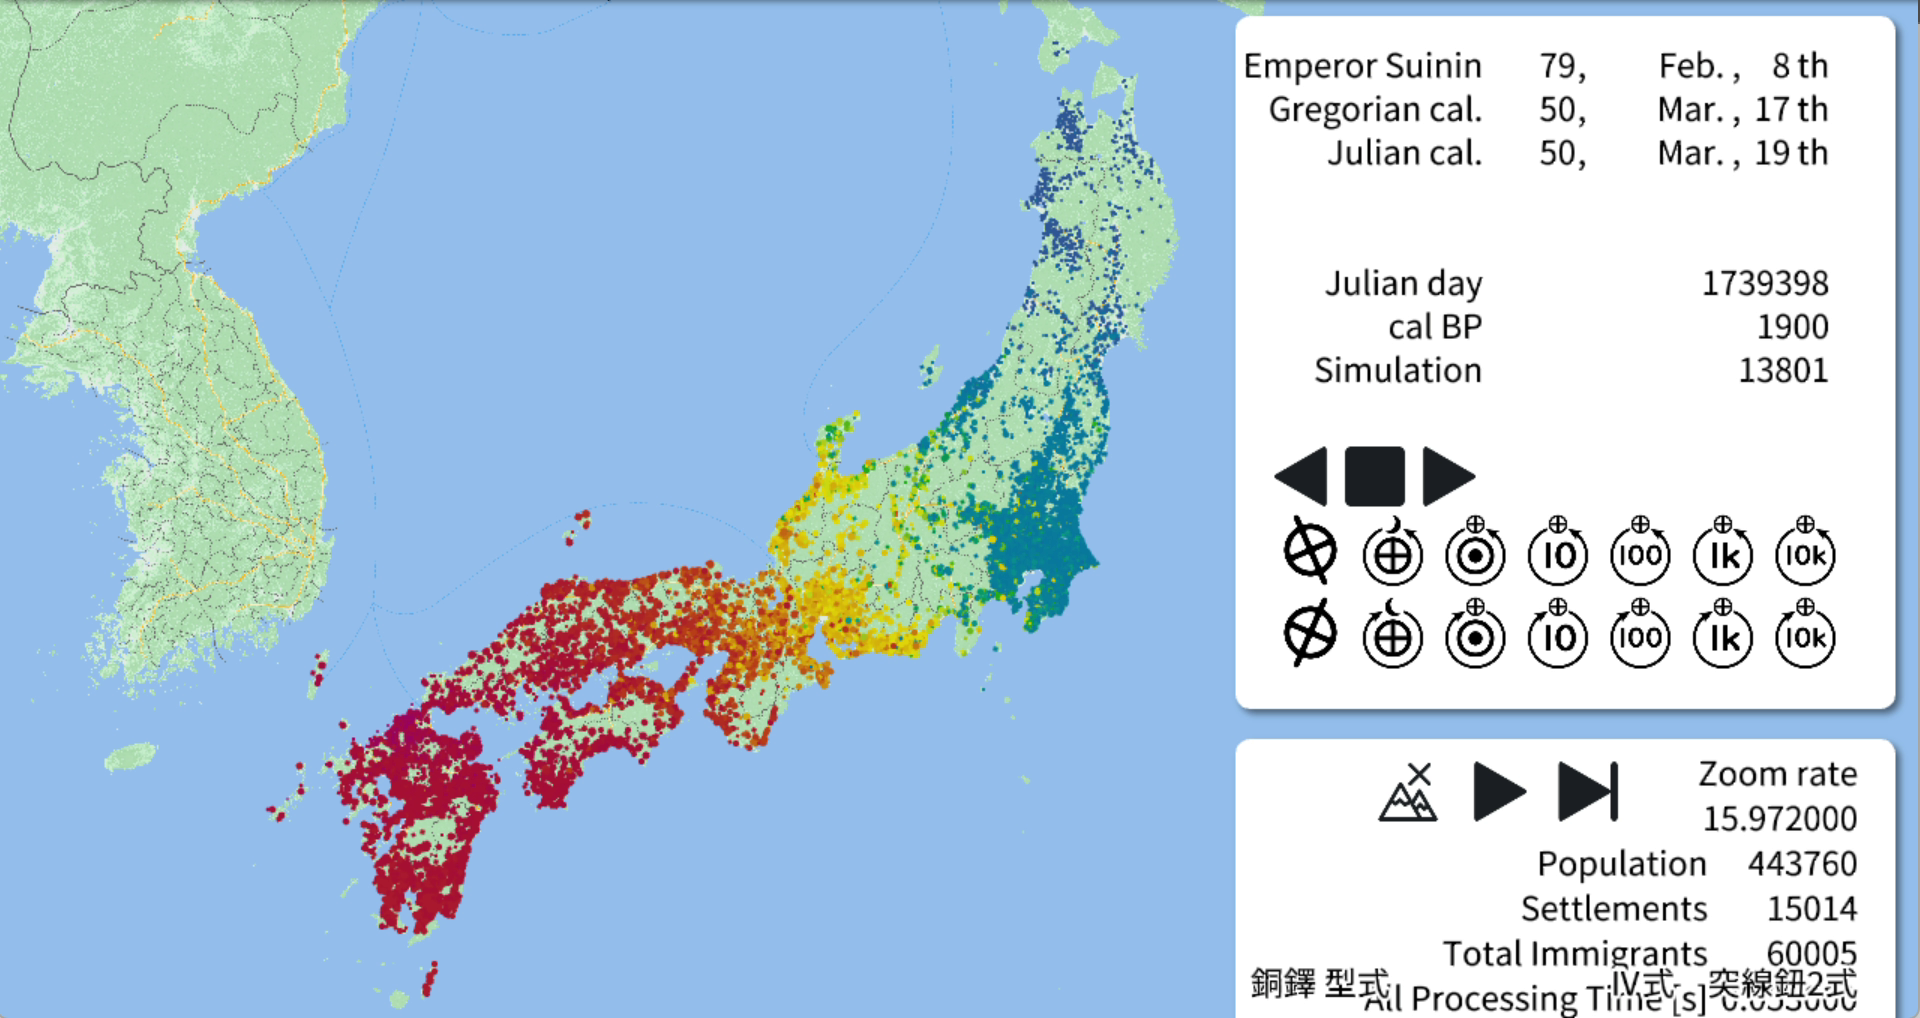 Emperor Suinin 79, Feb. , 8 th
Gregorian cal. 50, Mar. , 17 th
Julian cal. 50, Mar. , 19 th
Julian day 1739398
cal BP 1900
Simulation 13801
10 100 1k 10k
10 100 1k 10k
Zoom rate
15.972000
Population 443760
Settlements 15014
Total Immigrants 60005
銅鐸 型式 Ⅳ式 突線鈕2式
All Processing Time [s]